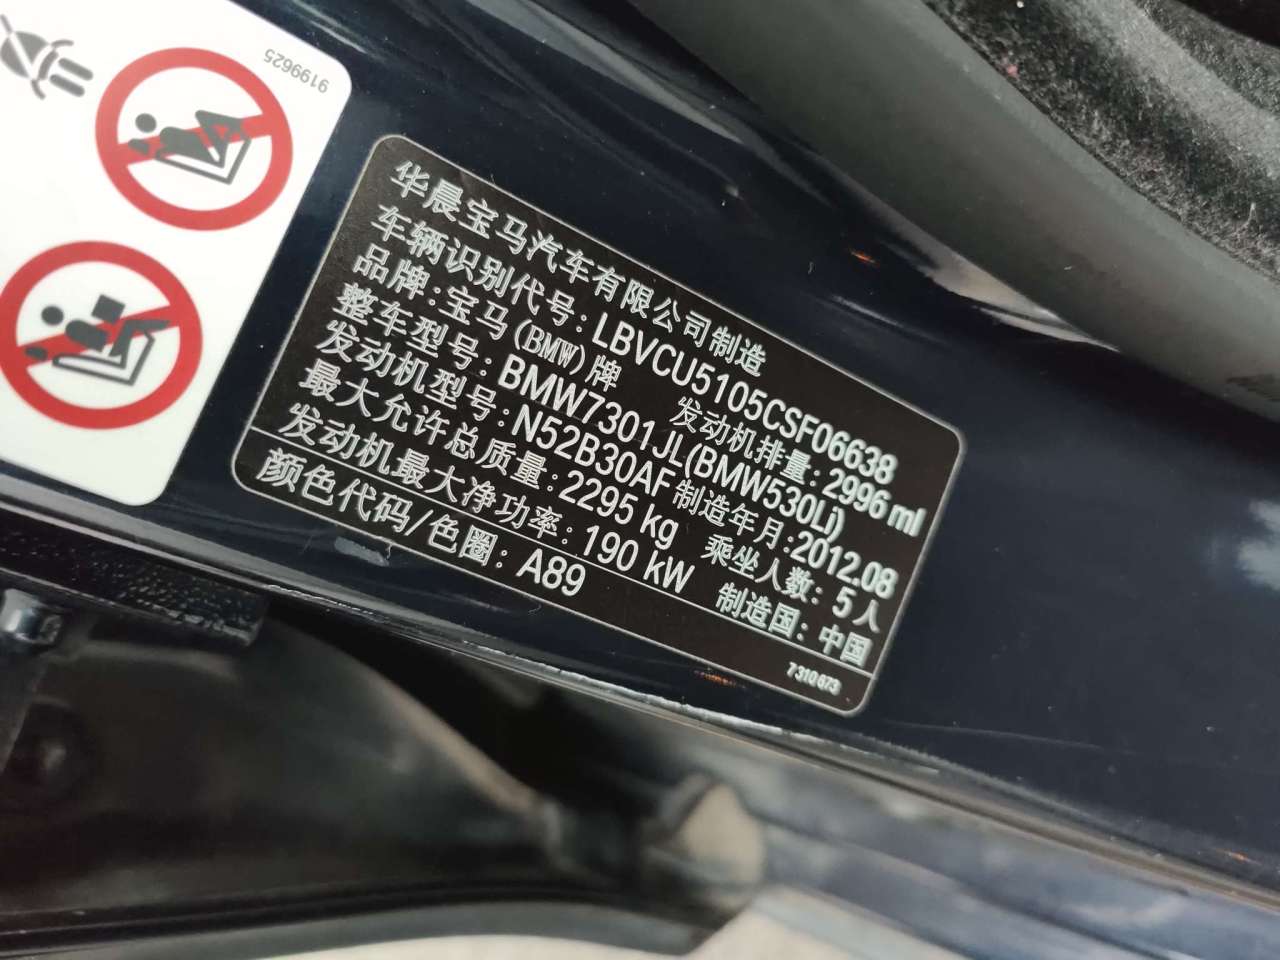 9199625
华晨宝马汽车有限公司制造
车辆识别代号: LBVCU5105CSF06638
品牌:宝马(BMW)牌 发动机排量: 2996 ml
整车型号: BMW7301JL(BMW530Li)
发动机型号: N52B30AF 制造年月:2012.08
最大允许总质量: 2295 kg 乘坐人数: 5人
发动机最大净功率: 190 kW 制造国: 中国
颜色代码/色圈: A89
7310673